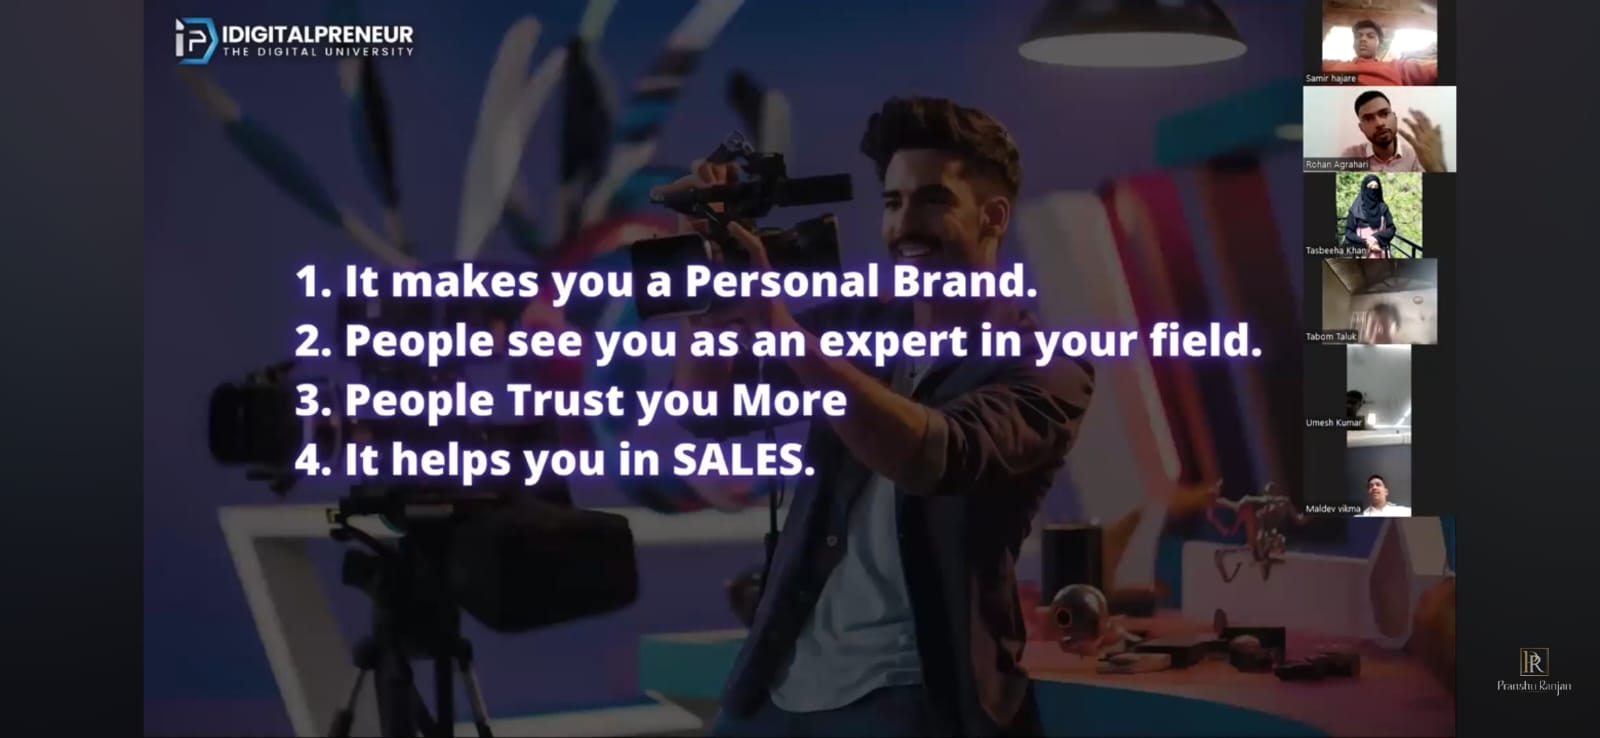 IDIGITALPRENEUR
THE DIGITAL UNIVERSITY
1. It makes you a Personal Brand.
2. People see you as an expert in your field.
3. People Trust you More
4. It helps you in SALES.
Samir hajare
Rohan Agrahari
Tasbeeha Khan
Tabom Taluk
Umesh Kumar
Maldev vikma
Pranshu Ranjan